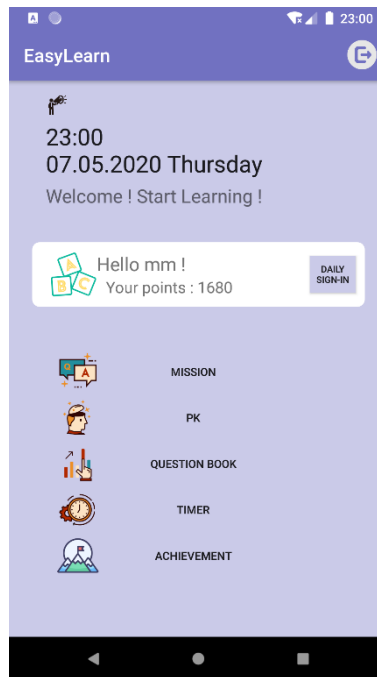 23:00
EasyLearn
23:00
07.05.2020 Thursday
Welcome ! Start Learning !
A
B C
Hello mm !
Your points : 1680
DAILY
SIGN-IN
Q A
MISSION
PK
QUESTION BOOK
TIMER
ACHIEVEMENT